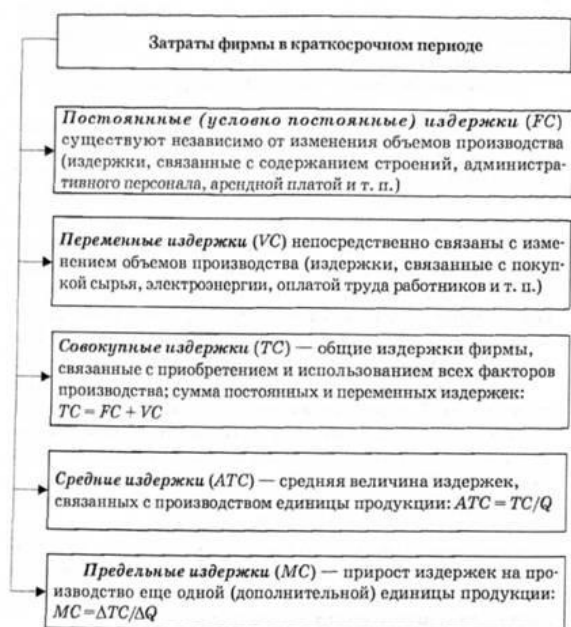 Затраты фирмы в краткосрочном периоде
Постояннные (условно постоянные) издержки (FC)
существуют независимо от изменения объемов производства
(издержки, связанные с содержанием строений, администра-
тивного персонала, арендной платой и т. п.)
Переменные издержки (VC) непосредственно связаны с изме-
нением объемов производства (издержки, связанные с покуп-
кой сырья, электроэнергии, оплатой труда работников и т. п.)
Совокупные издержки (TC) — общие издержки фирмы,
связанные с приобретением и использованием всех факторов
производства; сумма постоянных и переменных издержек:
TC = FC + VC
Средние издержки (ATC) — средняя величина издержек,
связанных с производством единицы продукции: ATC = TC/Q
Предельные издержки (MC) — прирост издержек на про-
изводство еще одной (дополнительной) единицы продукции:
MC=ΔTC/ΔQ